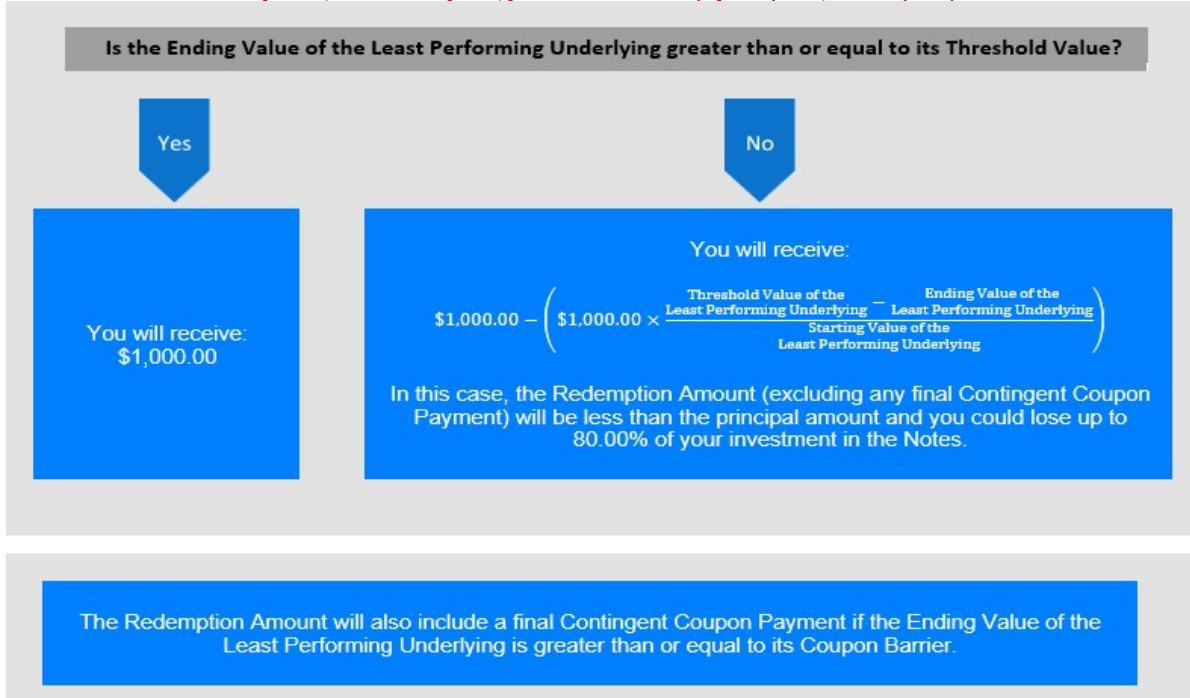 Is the Ending Value of the Least Performing Underlying greater than or equal to its Threshold Value?
Yes
No
You will receive:
$1,000.00
You will receive:
$1,000.00 − ( $1,000.00 × (Threshold Value of the Least Performing Underlying − Ending Value of the Least Performing Underlying) / Starting Value of the Least Performing Underlying )
In this case, the Redemption Amount (excluding any final Contingent Coupon
Payment) will be less than the principal amount and you could lose up to
80.00% of your investment in the Notes.
The Redemption Amount will also include a final Contingent Coupon Payment if the Ending Value of the
Least Performing Underlying is greater than or equal to its Coupon Barrier.